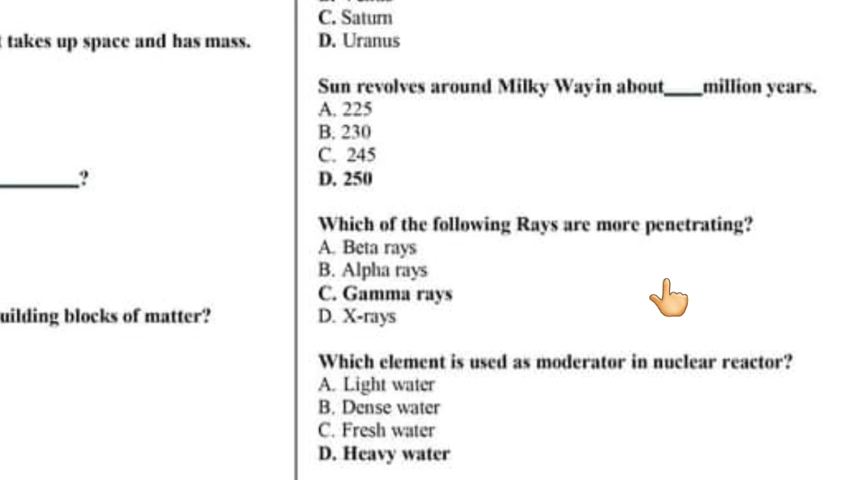 takes up space and has mass.
?
uilding blocks of matter?
C. Saturn
D. Uranus
Sun revolves around Milky Way in about____million years.
A. 225
B. 230
C. 245
D. 250
Which of the following Rays are more penetrating?
A. Beta rays
B. Alpha rays
C. Gamma rays
D. X-rays
Which element is used as moderator in nuclear reactor?
A. Light water
B. Dense water
C. Fresh water
D. Heavy water